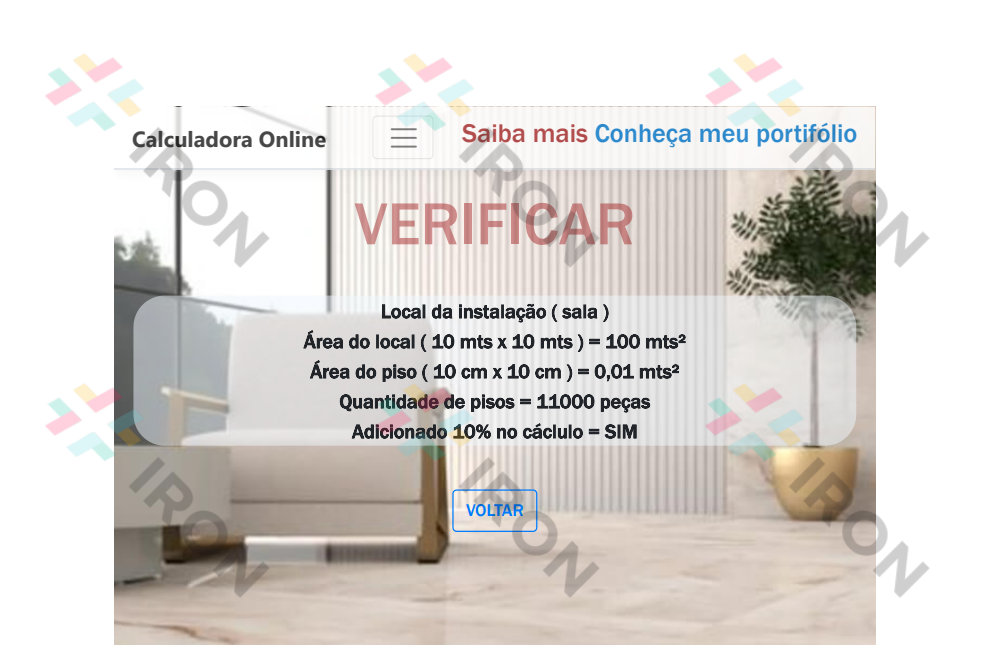 Calculadora Online
Saiba mais Conheça meu portifólio
VERIFICAR
Local da instalação ( sala )
Área do local ( 10 mts x 10 mts ) = 100 mts²
Área do piso ( 10 cm x 10 cm ) = 0,01 mts²
Quantidade de pisos = 11000 peças
Adicionado 10% no cáclulo = SIM
VOLTAR
IRON
IRON
IRON
IRON
IRON
IRON